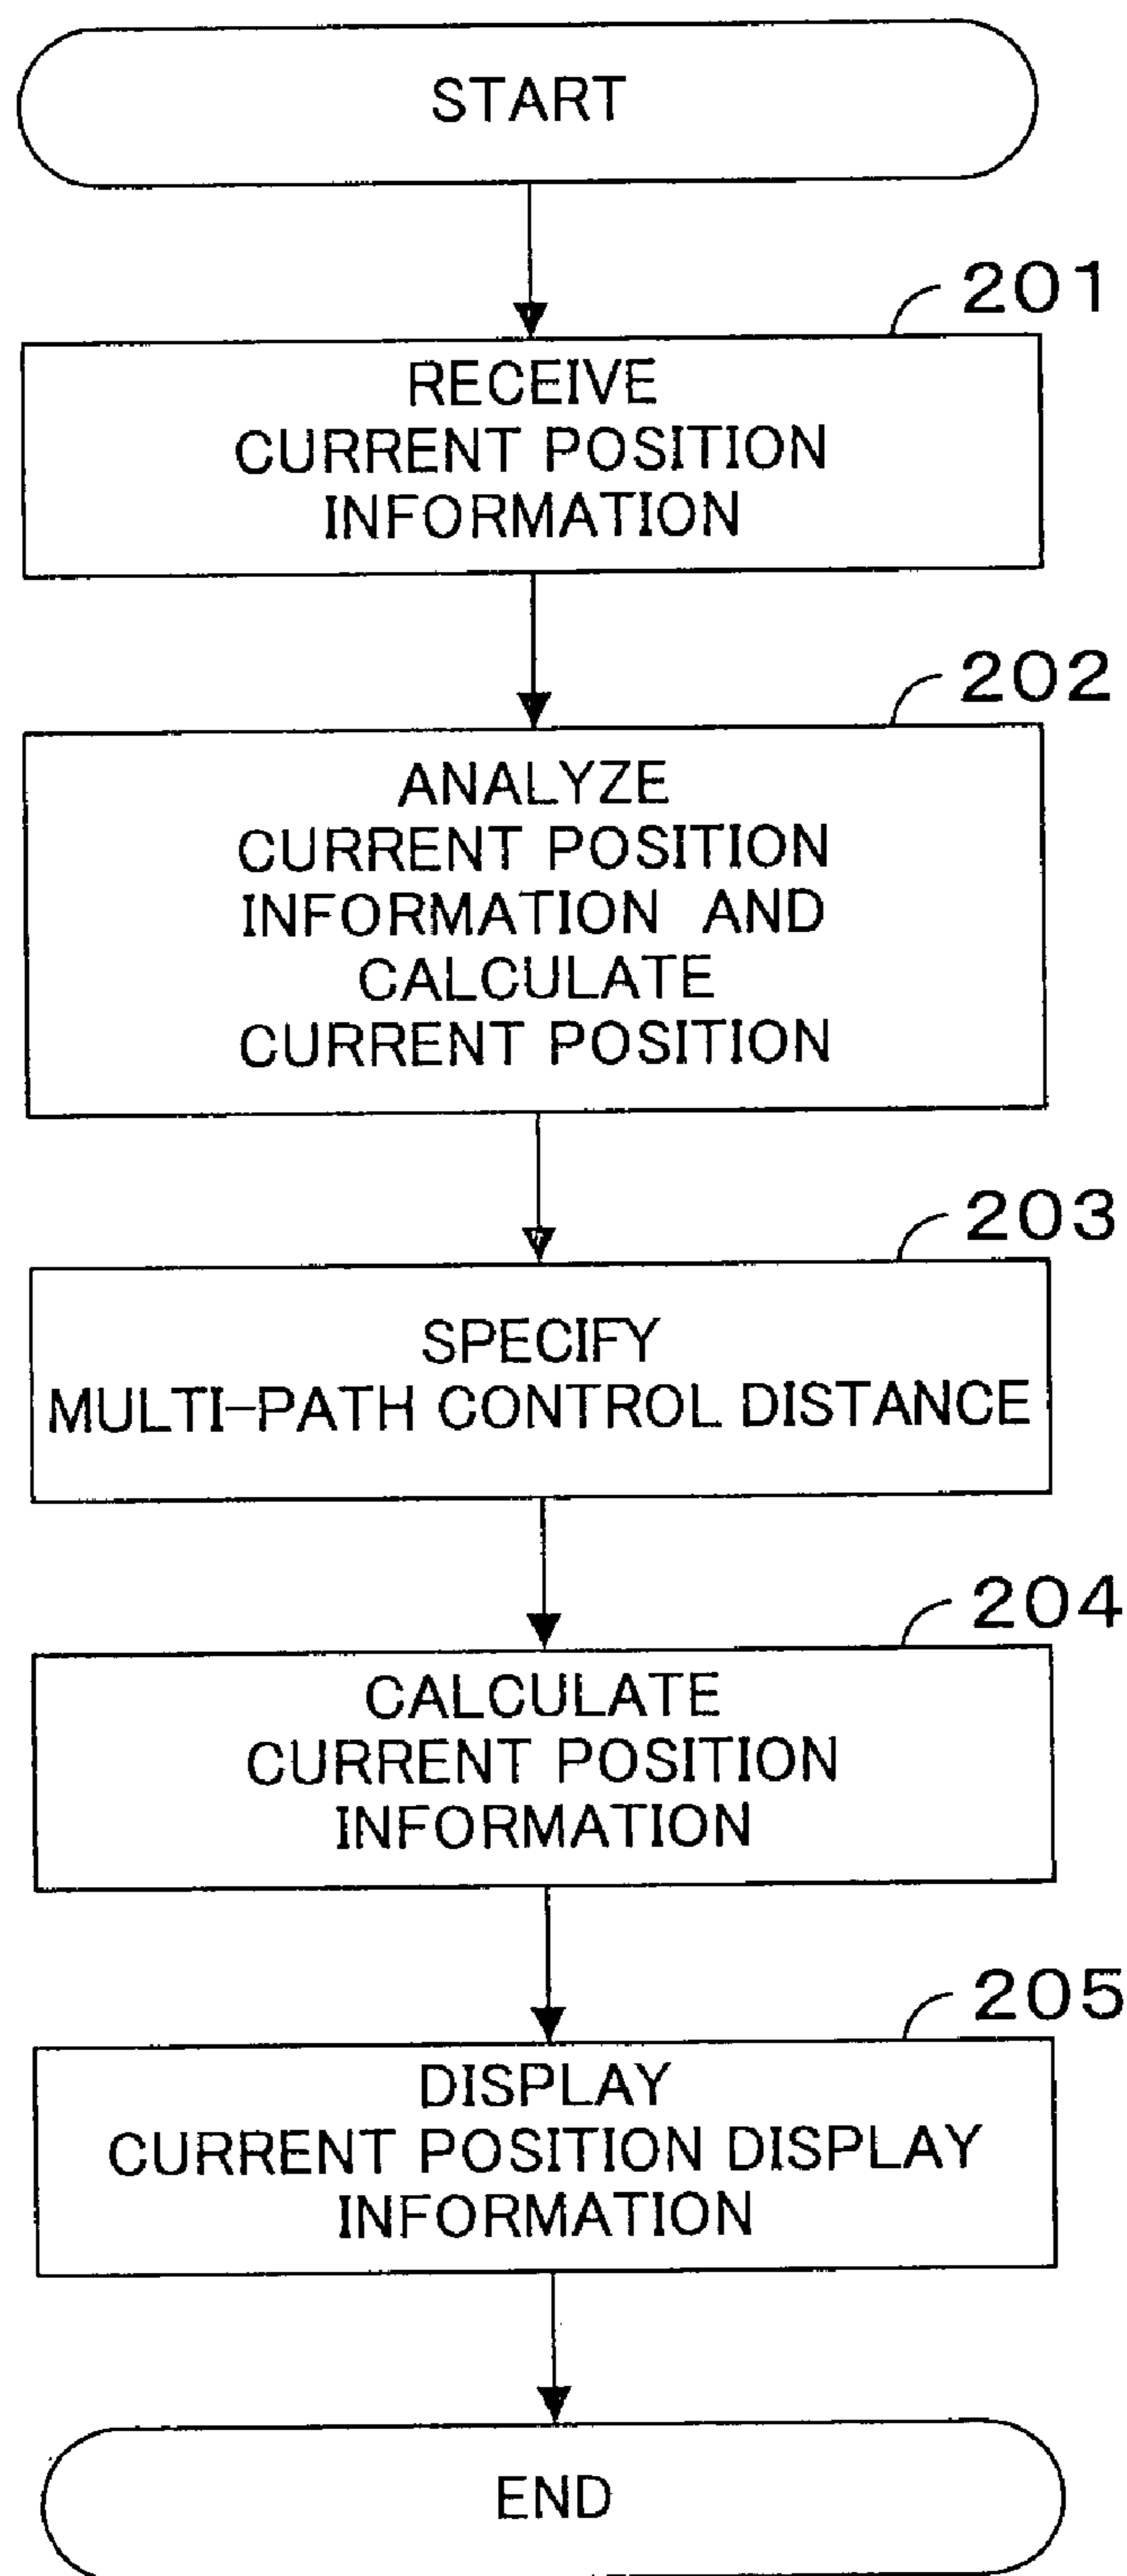 START
201
RECEIVE
CURRENT POSITION
INFORMATION
202
ANALYZE
CURRENT POSITION
INFORMATION AND
CALCULATE
CURRENT POSITION
203
SPECIFY
MULTI-PATH CONTROL DISTANCE
204
CALCULATE
CURRENT POSITION
INFORMATION
205
DISPLAY
CURRENT POSITION DISPLAY
INFORMATION
END